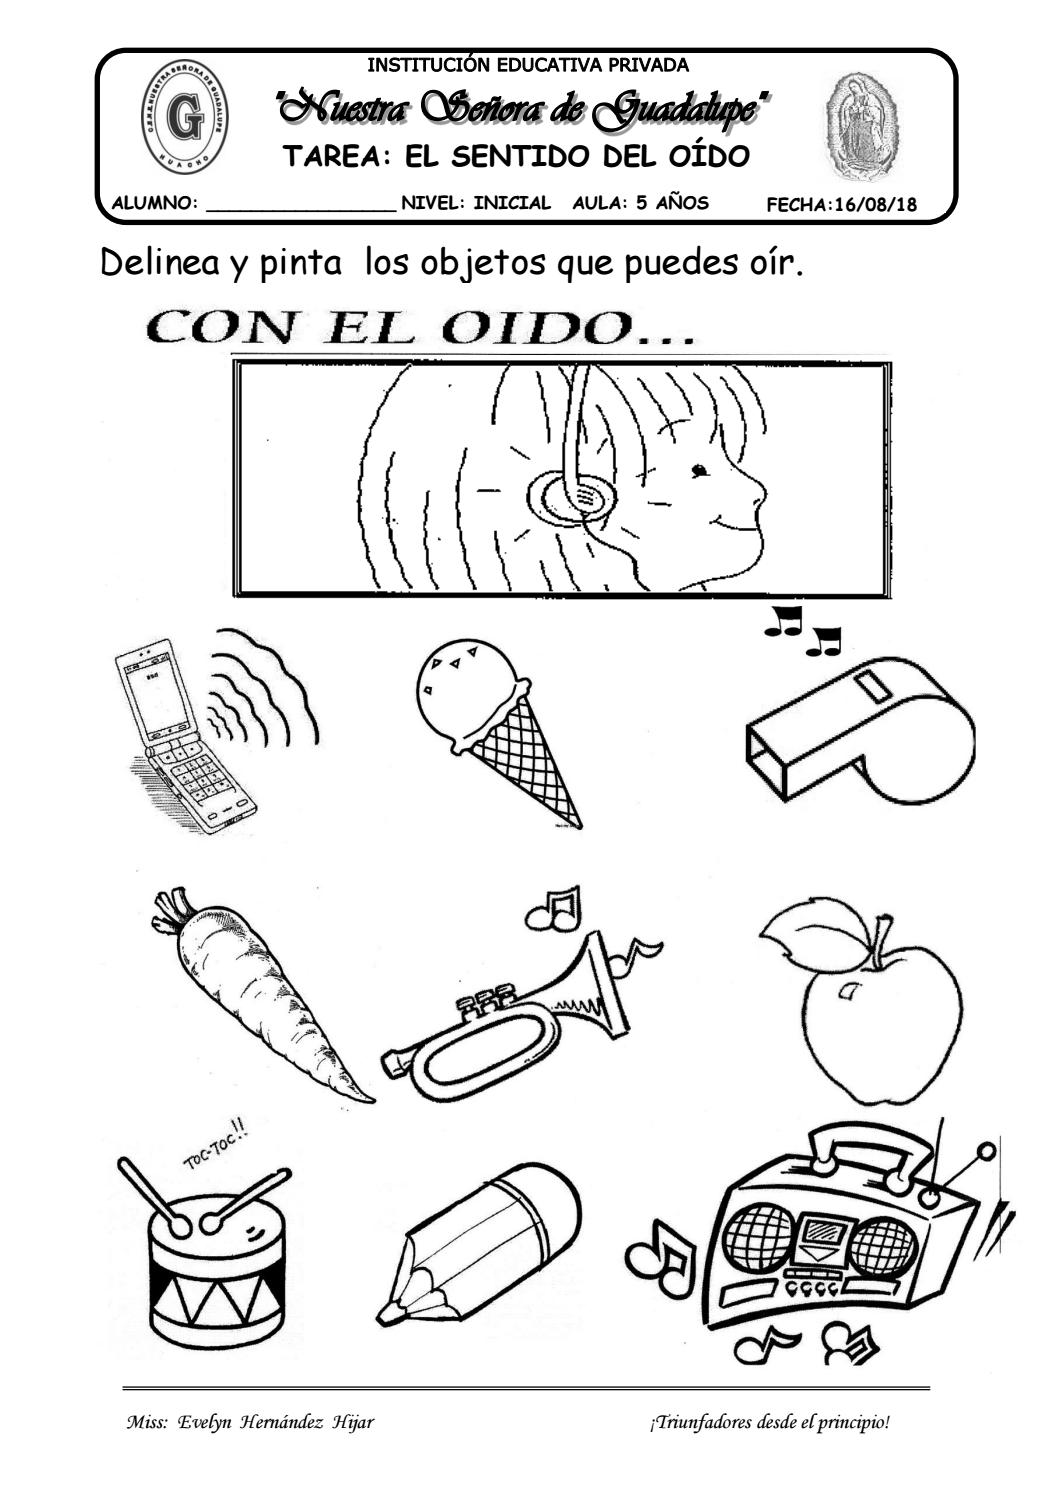 INSTITUCIÓN EDUCATIVA PRIVADA
"Nuestra Señora de Guadalupe"
TAREA: EL SENTIDO DEL OÍDO
ALUMNO: _________________ NIVEL: INICIAL AULA: 5 AÑOS FECHA:16/08/18
G
HUACHO
Delinea y pinta los objetos que puedes oír.
CON EL OIDO...
TOC-TOC!!
Miss: Evelyn Hernández Hijar
¡Triunfadores desde el principio!